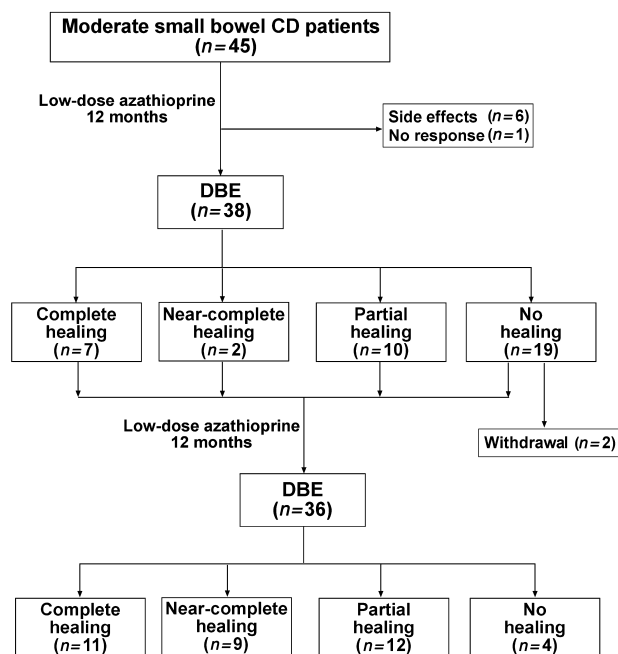 Moderate small bowel CD patients
(n=45)
Low-dose azathioprine
12 months
Side effects (n=6)
No response (n=1)
DBE
(n=38)
Complete
healing
(n=7)
Near-complete
healing
(n=2)
Partial
healing
(n=10)
No
healing
(n=19)
Low-dose azathioprine
12 months
Withdrawal (n=2)
DBE
(n=36)
Complete
healing
(n=11)
Near-complete
healing
(n=9)
Partial
healing
(n=12)
No
healing
(n=4)